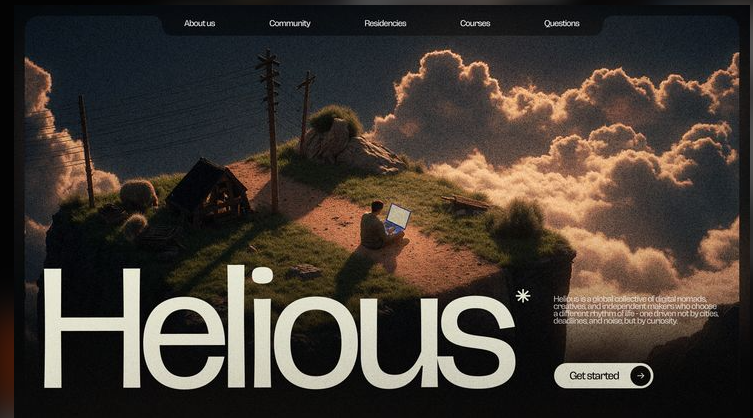 About us
Community
Residencies
Courses
Questions
Helious*
Helious is a global collective of digital nomads,
creatives, and independent makers who choose
a different rhythm of life - one driven not by cities,
deadlines, and noise, but by curiosity.
Get started